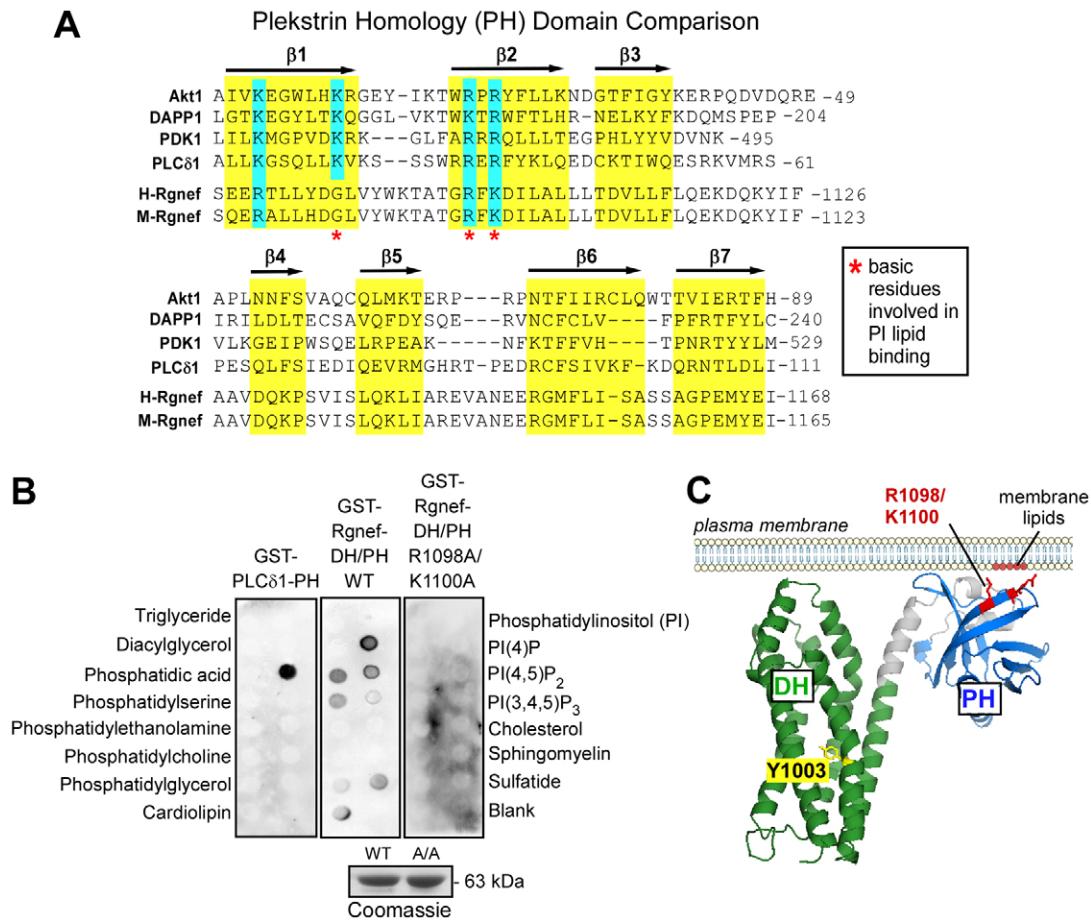 A
Plekstrin Homology (PH) Domain Comparison
β1 β2 β3
Akt1 AIVKEGWLHKRGEY-IKTWRPRYFLLKNDGTFIGYKERPQDVDQRE -49
DAPP1 LGTKEGYLTKQGGL-VKTWKTRWFTLHR-NELKYFKDQMSPEP -204
PDK1 LILKMGPVDKRK---GLFARRRQLLLTEGPHLYYVDVNK -495
PLCδ1 ALLKGSQLLKVKS--SSWRRERFYKLQEDCKTIWQESRKVMRS -61
H-Rgnef SEERTLLYDGLVYWKTATGRFKDILALLLTDVLLFLQEKDQKYIF -1126
M-Rgnef SQERALLHDGLVYWKTATGRFKDILALLLTDVLLFLQEKDQKYIF -1123
* * *
β4 β5 β6 β7
Akt1 APLNNFSVAQCQLMKTERP---RPNTFIIRCLQWTTVIERTFH-89
DAPP1 IRILDLTECSAVQFDYSQE---RVNCFCLV----FPFRTFYLC-240
PDK1 VLKGEIPWSQELRPEAK-----NFKTFFVH----TPNRTYYLM-529
PLCδ1 PESQLFSIEDIQEVRMGHRT-PEDRCFSIVKF-KDQRNTLDLI-111
H-Rgnef AAVDQKPSVISLQKLIAREVANEERGMFLI-SASSAGPEMYEI-1168
M-Rgnef AAVDQKPSVISLQKLIAREVANEERGMFLI-SASSAGPEMYEI-1165
* basic
residues
involved in
PI lipid
binding
B
GST-
PLCδ1-PH
GST-
Rgnef-
DH/PH
WT
GST-
Rgnef-
DH/PH
R1098A/
K1100A
Triglyceride
Diacylglycerol
Phosphatidic acid
Phosphatidylserine
Phosphatidylethanolamine
Phosphatidylcholine
Phosphatidylglycerol
Cardiolipin
Phosphatidylinositol (PI)
PI(4)P
PI(4,5)P2
PI(3,4,5)P3
Cholesterol
Sphingomyelin
Sulfatide
Blank
WT A/A
- 63 kDa
Coomassie
C
R1098/
K1100
membrane
lipids
plasma membrane
DH
PH
Y1003